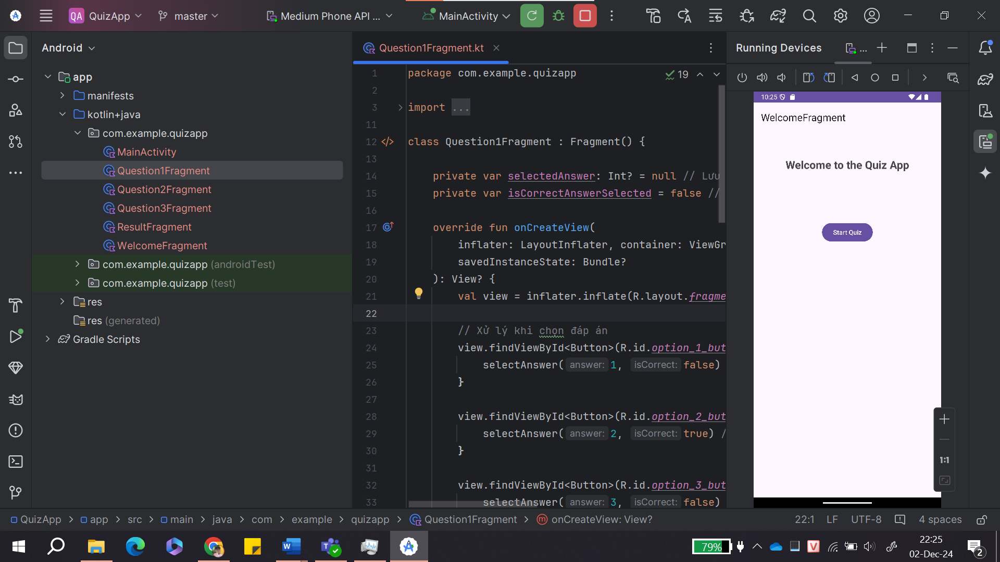 QA QuizApp master Medium Phone API ... MainActivity
Android
app
manifests
kotlin+java
com.example.quizapp
MainActivity
Question1Fragment
Question2Fragment
Question3Fragment
ResultFragment
WelcomeFragment
com.example.quizapp (androidTest)
com.example.quizapp (test)
res
res (generated)
Gradle Scripts
Question1Fragment.kt
19
1 package com.example.quizapp
2
3 import ...
11
12 class Question1Fragment : Fragment() {
13
14 private var selectedAnswer: Int? = null // Lưu
15 private var isCorrectAnswerSelected = false //
16
17 override fun onCreateView(
18 inflater: LayoutInflater, container: ViewGr
19 savedInstanceState: Bundle?
20 ): View? {
21 val view = inflater.inflate(R.layout.fragme
22
23 // Xử lý khi chọn đáp án
24 view.findViewById<Button>(R.id.option_1_but
25 selectAnswer( answer: 1, isCorrect: false)
26 }
27
28 view.findViewById<Button>(R.id.option_2_but
29 selectAnswer( answer: 2, isCorrect: true) /
30 }
31
32 view.findViewById<Button>(R.id.option_3_but
33 selectAnswer( answer: 3, isCorrect: false)
Running Devices ...
10:25
WelcomeFragment
Welcome to the Quiz App
Start Quiz
1:1
QuizApp > app > src > main > java > com > example > quizapp > Question1Fragment > onCreateView: View?
22:1 LF UTF-8 4 spaces
79%
22:25
02-Dec-24
2